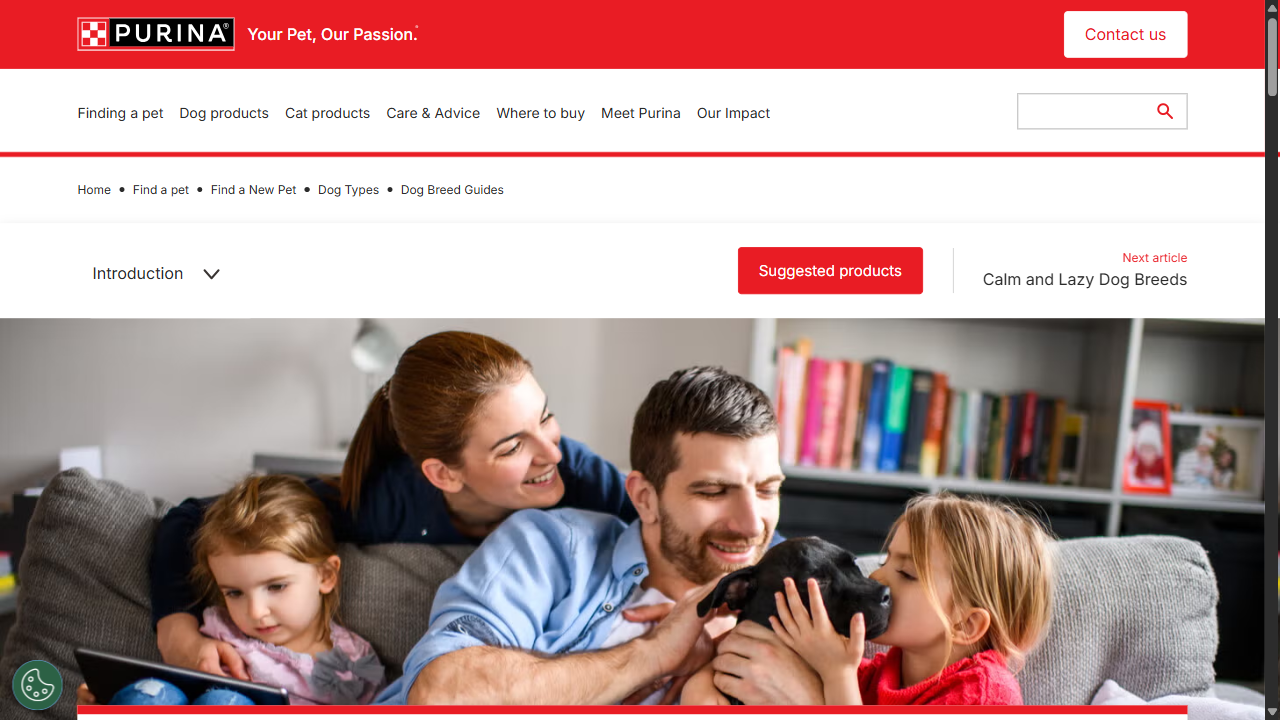 PURINA®
Your Pet, Our Passion.®
Contact us
Finding a pet
Dog products
Cat products
Care & Advice
Where to buy
Meet Purina
Our Impact
Home • Find a pet • Find a New Pet • Dog Types • Dog Breed Guides
Introduction
Suggested products
Next article
Calm and Lazy Dog Breeds